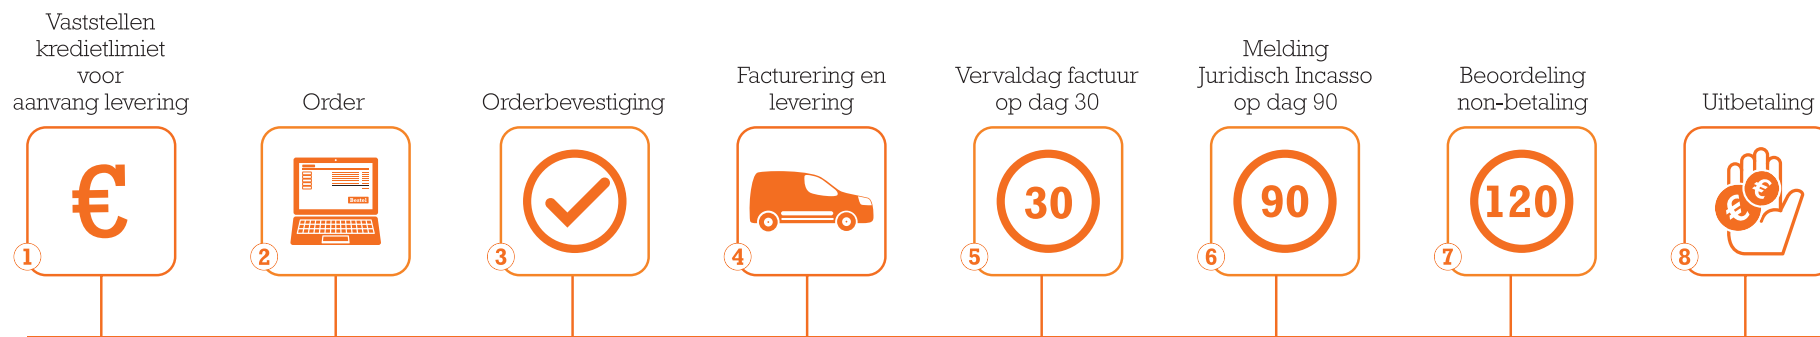 Vaststellen
kredietlimiet
voor
aanvang levering
€
1
Order
Bestel
2
Orderbevestiging
3
Facturering en
levering
4
Vervaldag factuur
op dag 30
30
5
Melding
Juridisch Incasso
op dag 90
90
6
Beoordeling
non-betaling
120
7
Uitbetaling
€
€
8